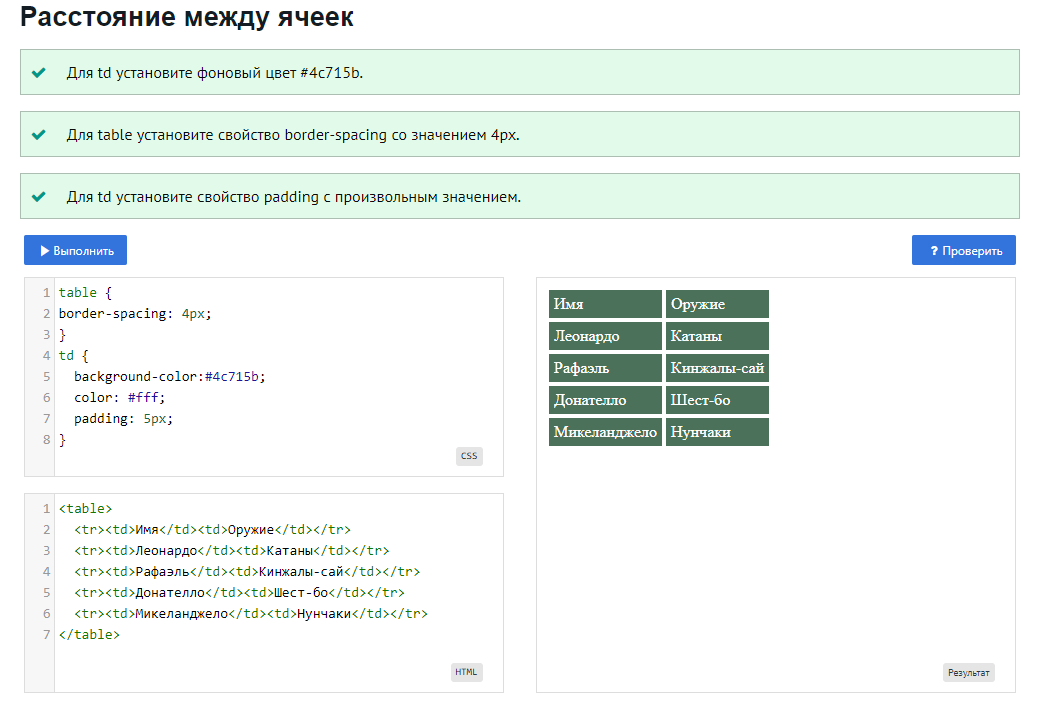 Расстояние между ячеек
Для td установите фоновый цвет #4c715b.
Для table установите свойство border-spacing со значением 4px.
Для td установите свойство padding с произвольным значением.
Выполнить
? Проверить
1 table {
2 border-spacing: 4px;
3 }
4 td {
5 background-color:#4c715b;
6 color: #fff;
7 padding: 5px;
8 }
CSS
1 <table>
2 <tr><td>Имя</td><td>Оружие</td></tr>
3 <tr><td>Леонардо</td><td>Катаны</td></tr>
4 <tr><td>Рафаэль</td><td>Кинжалы-сай</td></tr>
5 <tr><td>Донателло</td><td>Шест-бо</td></tr>
6 <tr><td>Микеланджело</td><td>Нунчаки</td></tr>
7 </table>
HTML
Имя Оружие
Леонардо Катаны
Рафаэль Кинжалы-сай
Донателло Шест-бо
Микеланджело Нунчаки
Результат